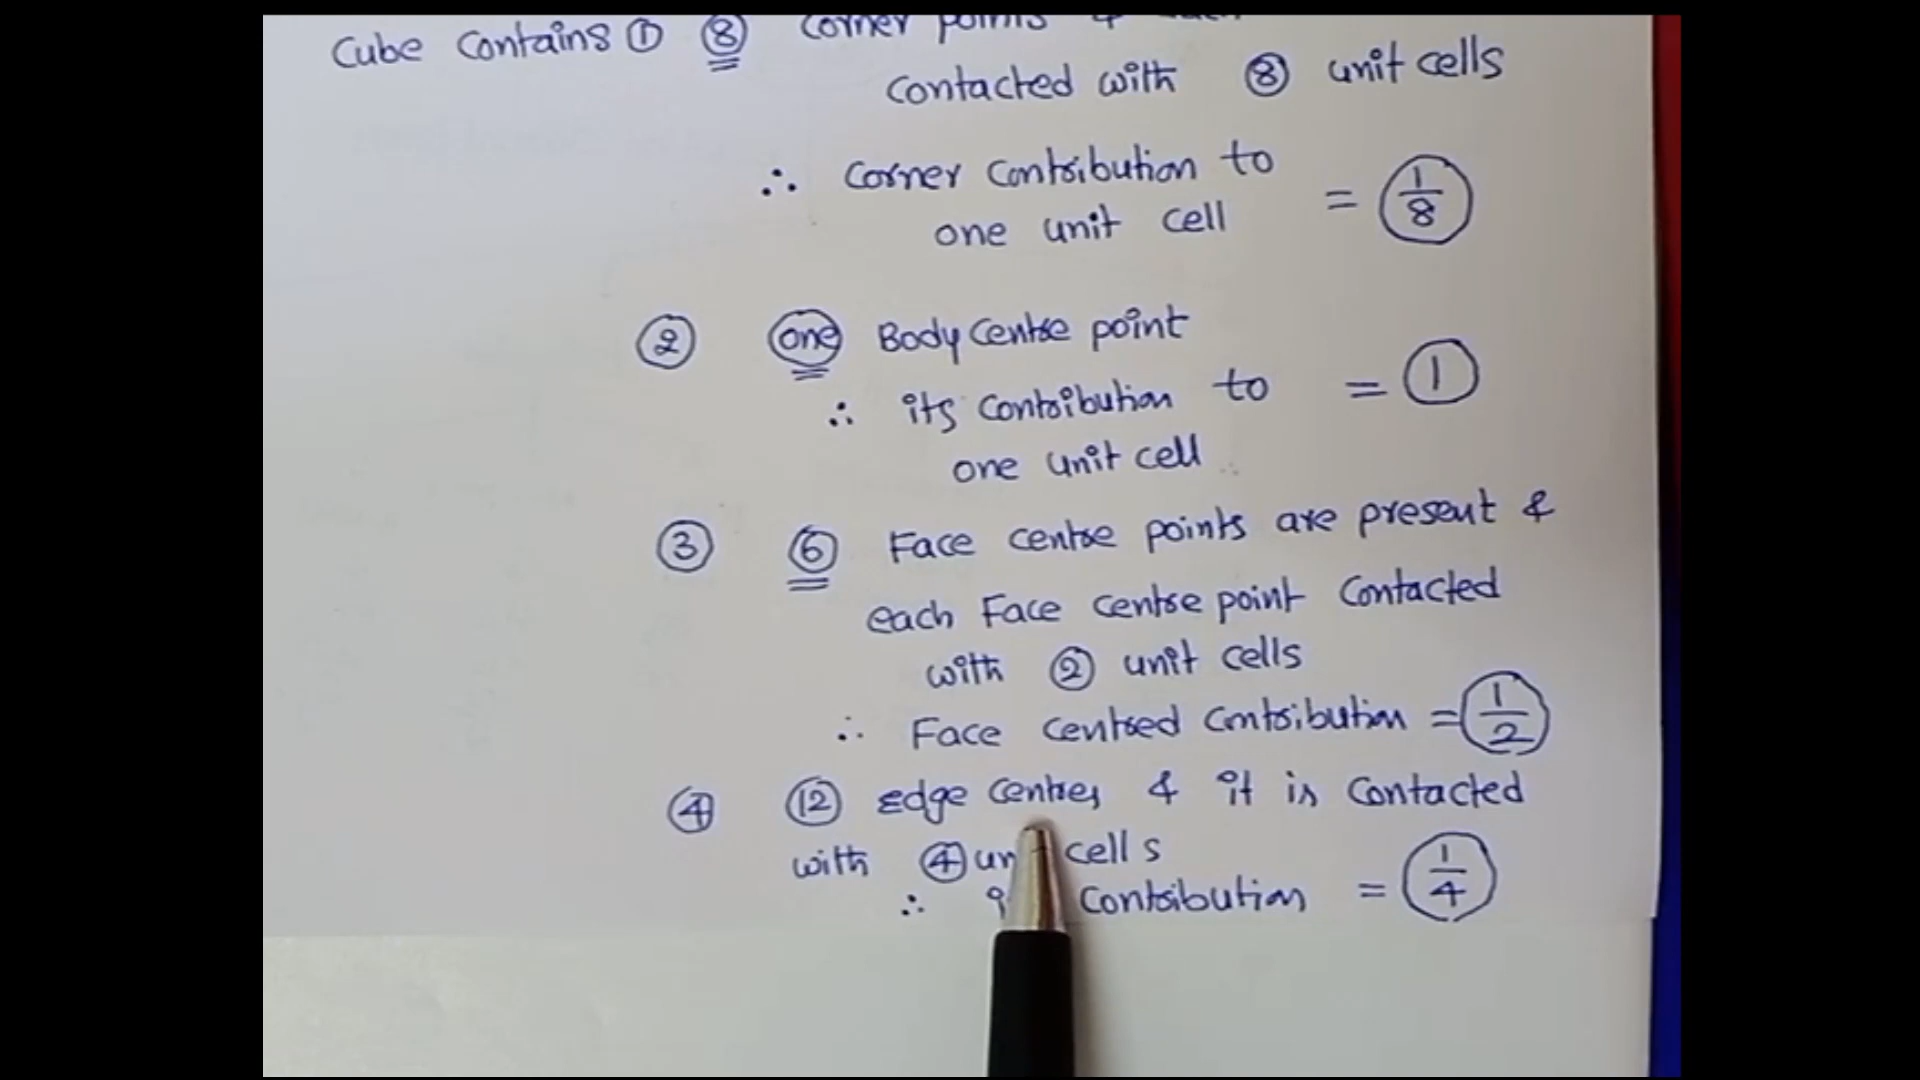 Cube Contains ① ⑧ Corner points &
Contacted with ⑧ unit cells
∴ Corner Contribution to
one unit cell = 1/8
② one Body Centre point
∴ its Contribution to = ①
one unit cell
③ ⑥ Face centre points are present &
each Face centre point Contacted
with ② unit cells
∴ Face centred Contribution = 1/2
④ ⑫ Edge Centres & it is Contacted
with ④ cells
∴ Contribution = 1/4